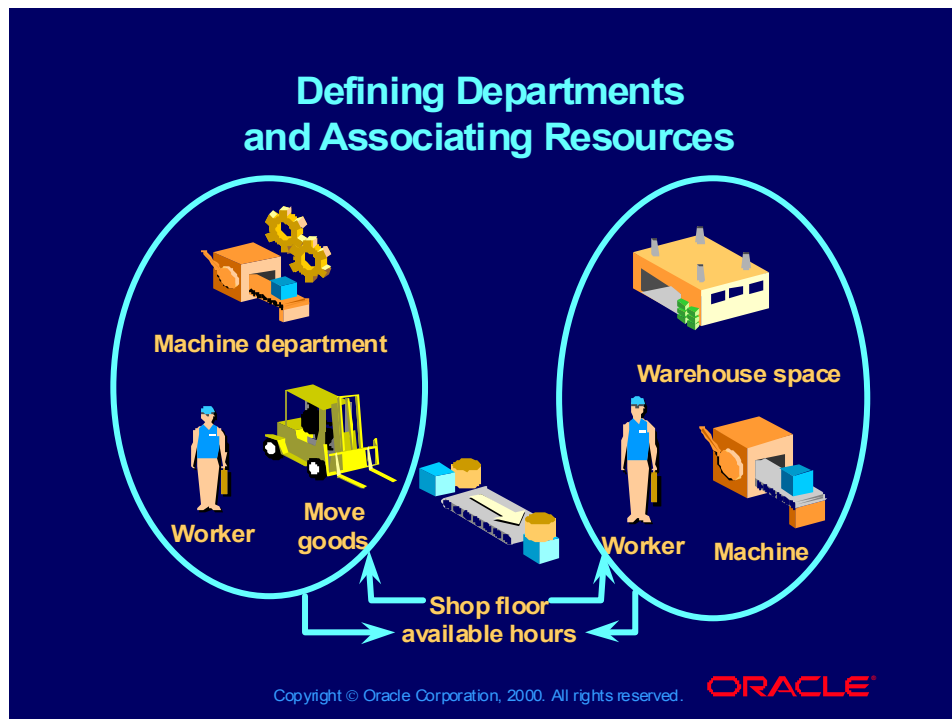 Defining Departments
and Associating Resources
Machine department
Warehouse space
Worker
Move
goods
Worker
Machine
Shop floor
available hours
Copyright © Oracle Corporation, 2000. All rights reserved.
ORACLE®